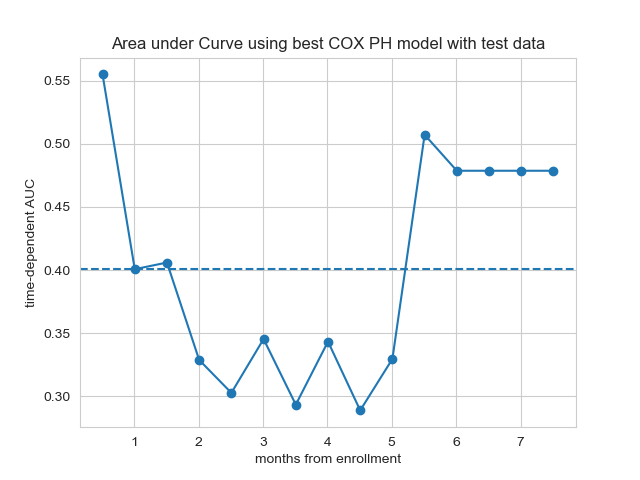 Area under Curve using best COX PH model with test data
time-dependent AUC
0.55
0.50
0.45
0.40
0.35
0.30
1 2 3 4 5 6 7
months from enrollment